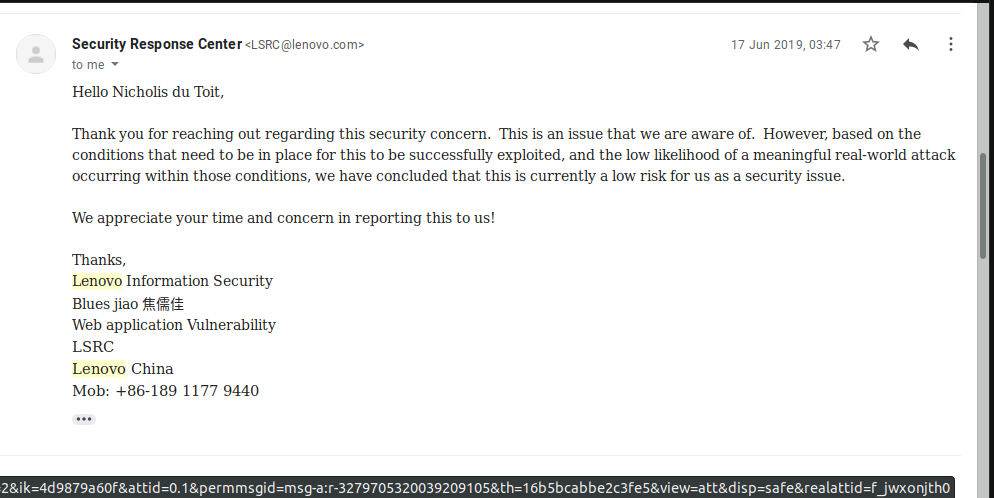 Security Response Center <LSRC@lenovo.com>
17 Jun 2019, 03:47
to me
Hello Nicholis du Toit,
Thank you for reaching out regarding this security concern.  This is an issue that we are aware of.  However, based on the
conditions that need to be in place for this to be successfully exploited, and the low likelihood of a meaningful real-world attack
occurring within those conditions, we have concluded that this is currently a low risk for us as a security issue.
We appreciate your time and concern in reporting this to us!
Thanks,
Lenovo Information Security
Blues jiao 焦儒佳
Web application Vulnerability
LSRC
Lenovo China
Mob: +86-189 1177 9440
=2&ik=4d9879a60f&attid=0.1&permmsgid=msg-a:r-3279705320039209105&th=16b5bcabbe2c3fe5&view=att&disp=safe&realattid=f_jwxonjth0